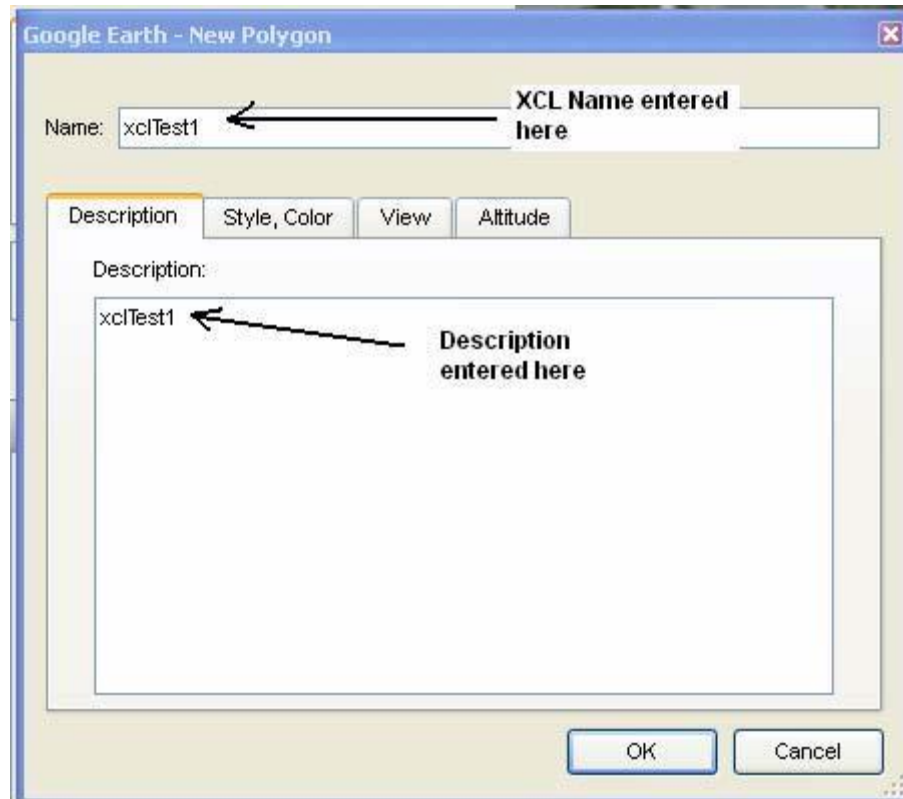 Google Earth - New Polygon
Name: xclTest1
XCL Name entered
here
Description Style, Color View Altitude
Description:
xclTest1
Description
entered here
OK Cancel